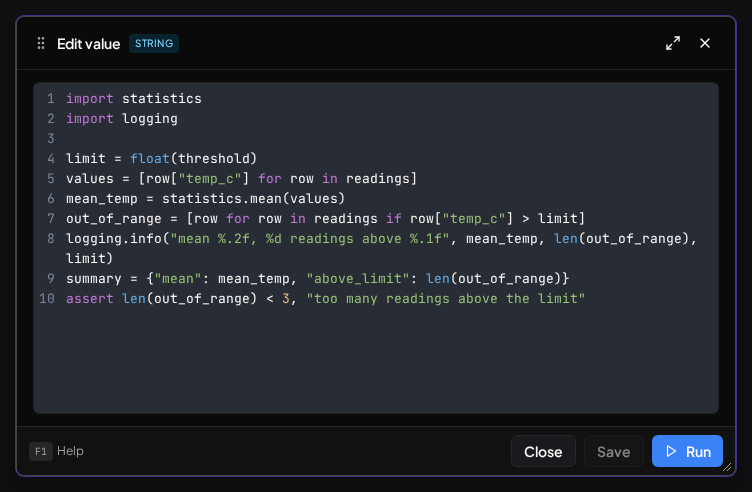 Edit value STRING
1 import statistics
2 import logging
3
4 limit = float(threshold)
5 values = [row["temp_c"] for row in readings]
6 mean_temp = statistics.mean(values)
7 out_of_range = [row for row in readings if row["temp_c"] > limit]
8 logging.info("mean %.2f, %d readings above %.1f", mean_temp, len(out_of_range),
limit)
9 summary = {"mean": mean_temp, "above_limit": len(out_of_range)}
10 assert len(out_of_range) < 3, "too many readings above the limit"
F1 Help Close Save Run